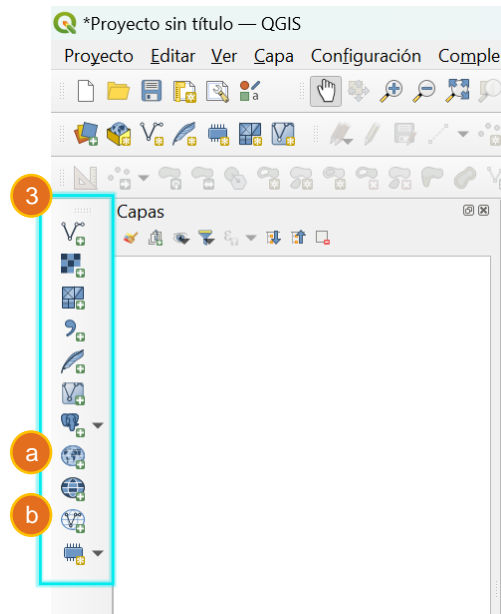 *Proyecto sin título — QGIS
Proyecto Editar Ver Capa Configuración Comple
3
Capas
a
b